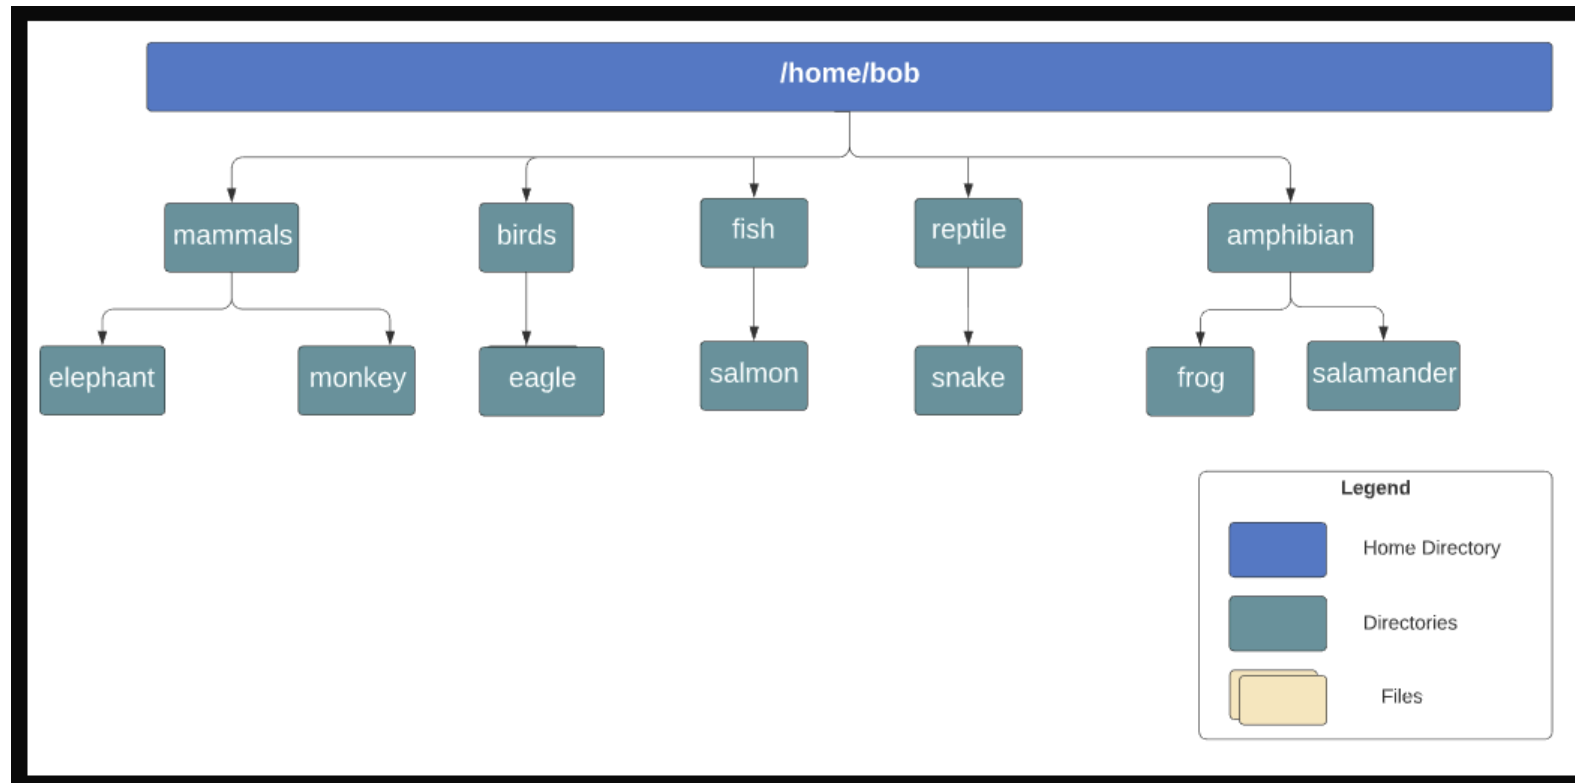 /home/bob
mammals
birds
fish
reptile
amphibian
elephant
monkey
eagle
salmon
snake
frog
salamander
Legend
Home Directory
Directories
Files